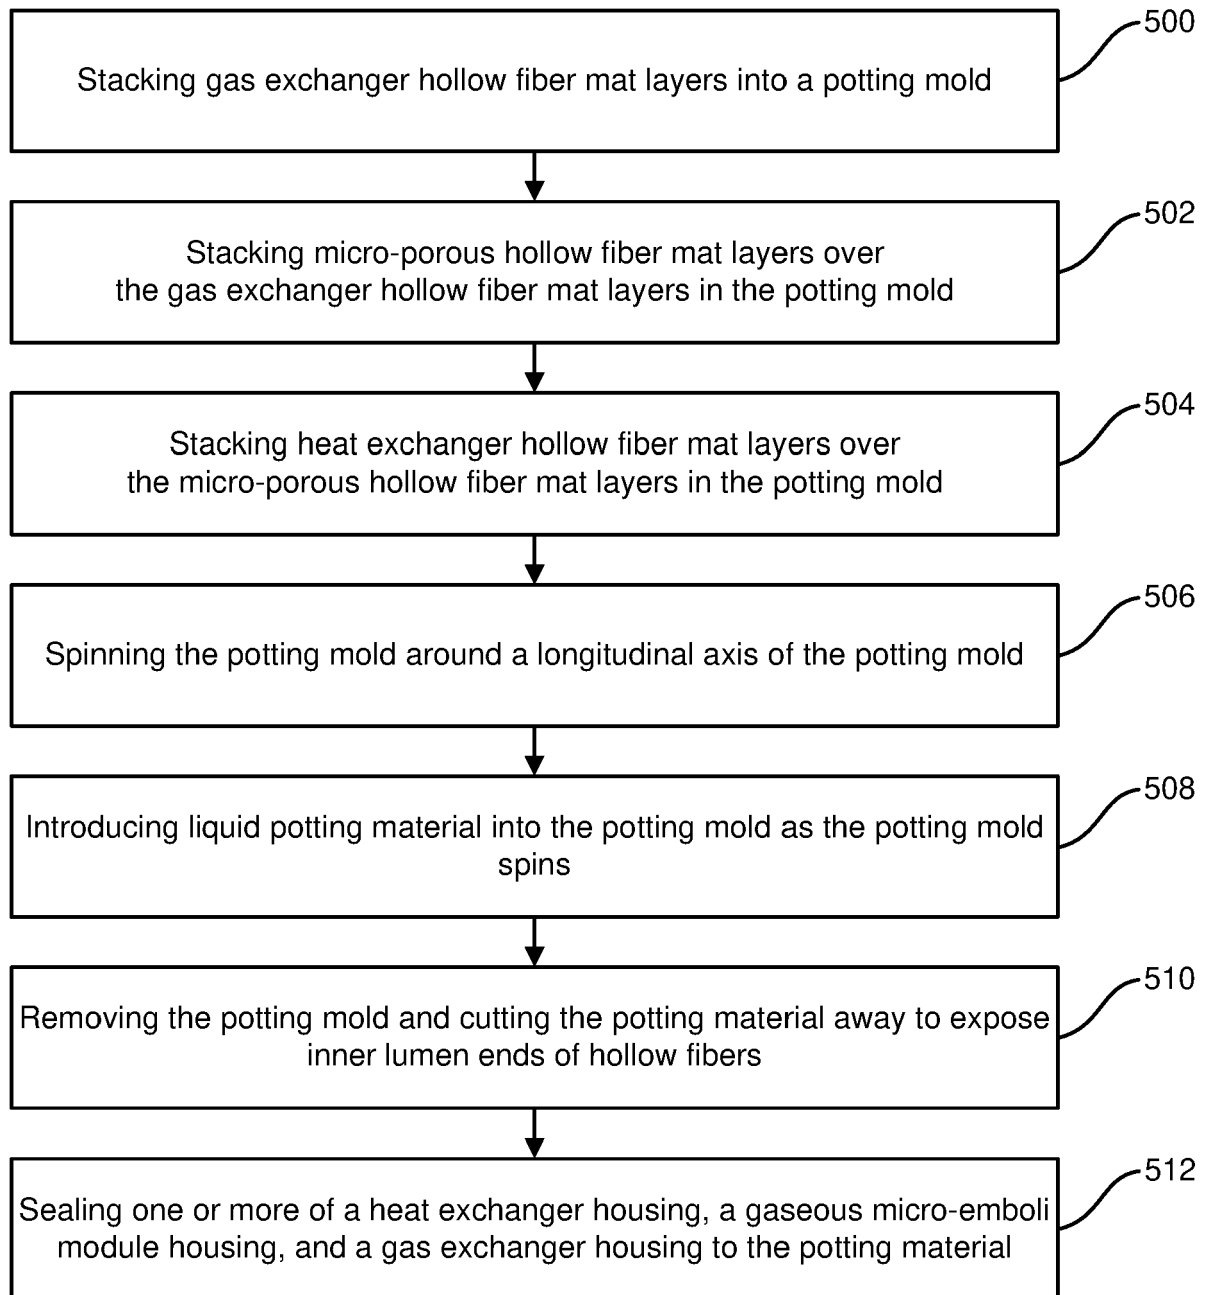 500
Stacking gas exchanger hollow fiber mat layers into a potting mold
502
Stacking micro-porous hollow fiber mat layers over
the gas exchanger hollow fiber mat layers in the potting mold
504
Stacking heat exchanger hollow fiber mat layers over
the micro-porous hollow fiber mat layers in the potting mold
506
Spinning the potting mold around a longitudinal axis of the potting mold
508
Introducing liquid potting material into the potting mold as the potting mold
spins
510
Removing the potting mold and cutting the potting material away to expose
inner lumen ends of hollow fibers
512
Sealing one or more of a heat exchanger housing, a gaseous micro-emboli
module housing, and a gas exchanger housing to the potting material